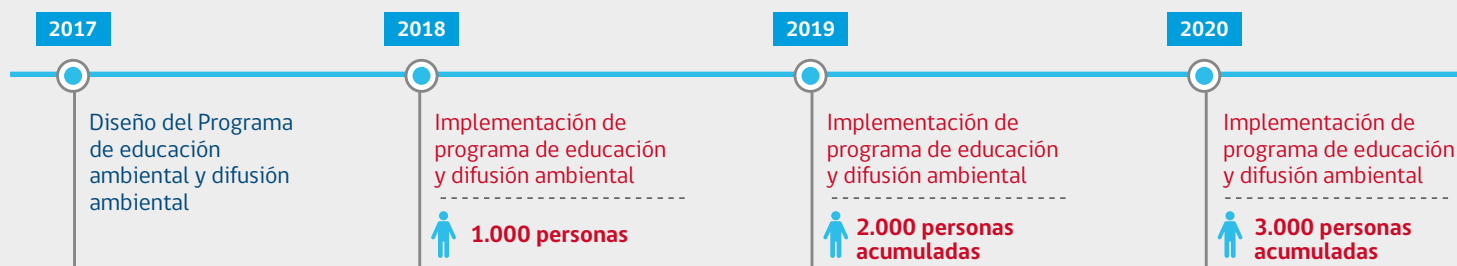 2017
Diseño del Programa
de educación
ambiental y difusión
ambiental
2018
Implementación de
programa de educación
y difusión ambiental
1.000 personas
2019
Implementación de
programa de educación
y difusión ambiental
2.000 personas
acumuladas
2020
Implementación de
programa de educación
y difusión ambiental
3.000 personas
acumuladas